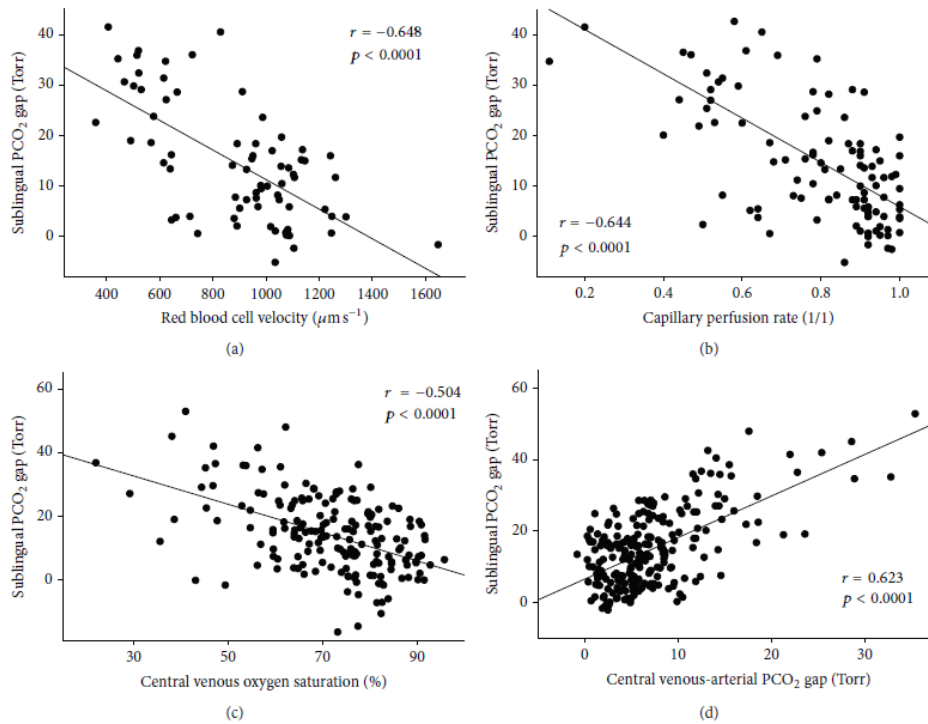 r = −0.648
p < 0.0001
Sublingual PCO₂ gap (Torr)
40
30
20
10
0
400 600 800 1000 1200 1400 1600
Red blood cell velocity (μm s⁻¹)
(a)
Sublingual PCO₂ gap (Torr)
40
30
20
10
0
r = −0.644
p < 0.0001
0.2 0.4 0.6 0.8 1.0
Capillary perfusion rate (1/1)
(b)
r = −0.504
p < 0.0001
Sublingual PCO₂ gap (Torr)
60
40
20
0
30 50 70 90
Central venous oxygen saturation (%)
(c)
Sublingual PCO₂ gap (Torr)
60
40
20
0
r = 0.623
p < 0.0001
0 10 20 30
Central venous-arterial PCO₂ gap (Torr)
(d)